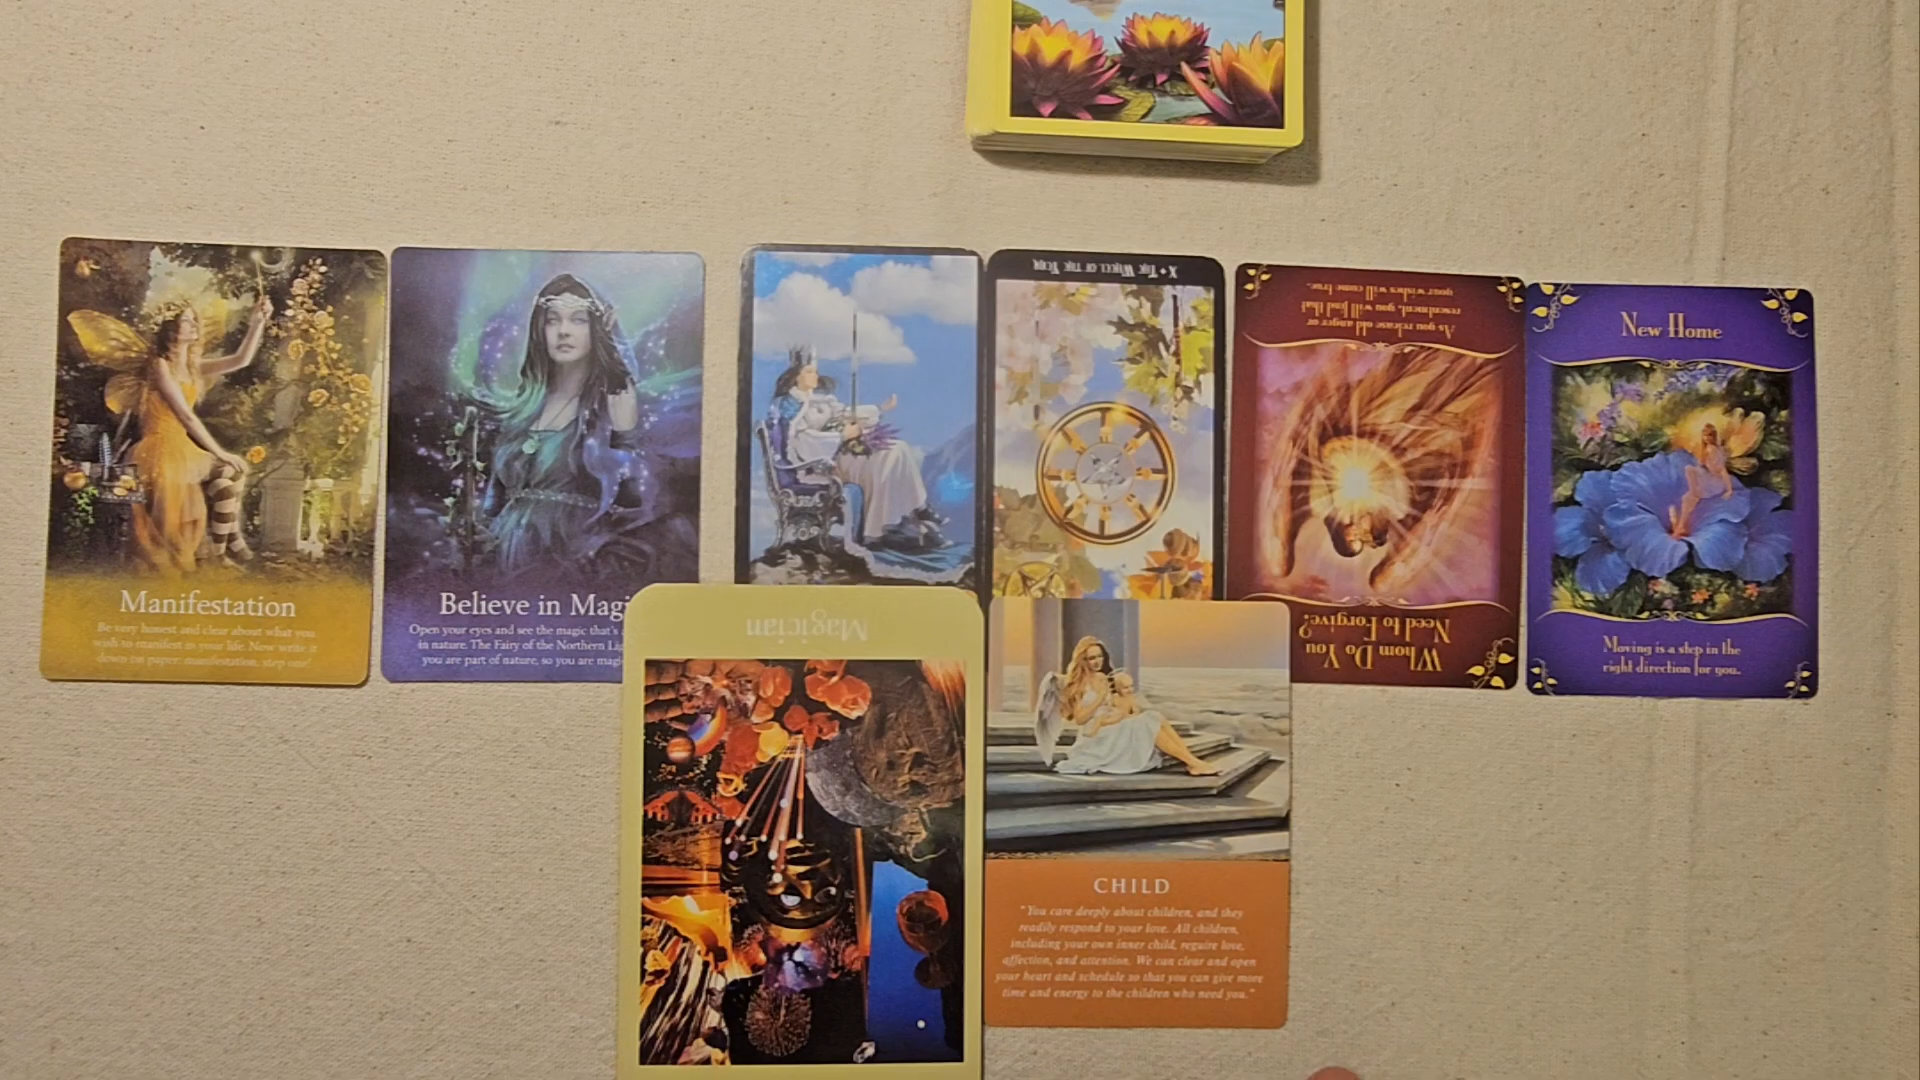 Manifestation
Be very honest and clear about what you
wish to manifest in your life. Now write it
down on paper: manifestation, step one!
Believe in Magi
Open your eyes and see the magic that's
in nature. The Fairy of the Northern Li
you are part of nature, so you are mag
X • The Wheel of the Year
As you release old anger or
resentment, you will find that
your wishes will come true.
Whom Do You
Need to Forgive?
New Home
Moving is a step in the
right direction for you.
Magician
CHILD
"You care deeply about children, and they
readily respond to your love. All children,
including your own inner child, require love,
affection, and attention. We can clear and open
your heart and schedule so that you can give more
time and energy to the children who need you."